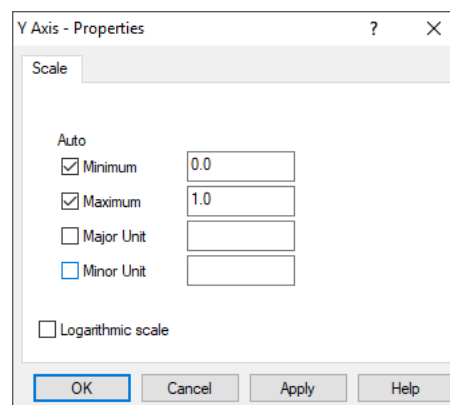 Y Axis - Properties ? ×
Scale
Auto
Minimum 0.0
Maximum 1.0
Major Unit
Minor Unit
Logarithmic scale
OK Cancel Apply Help